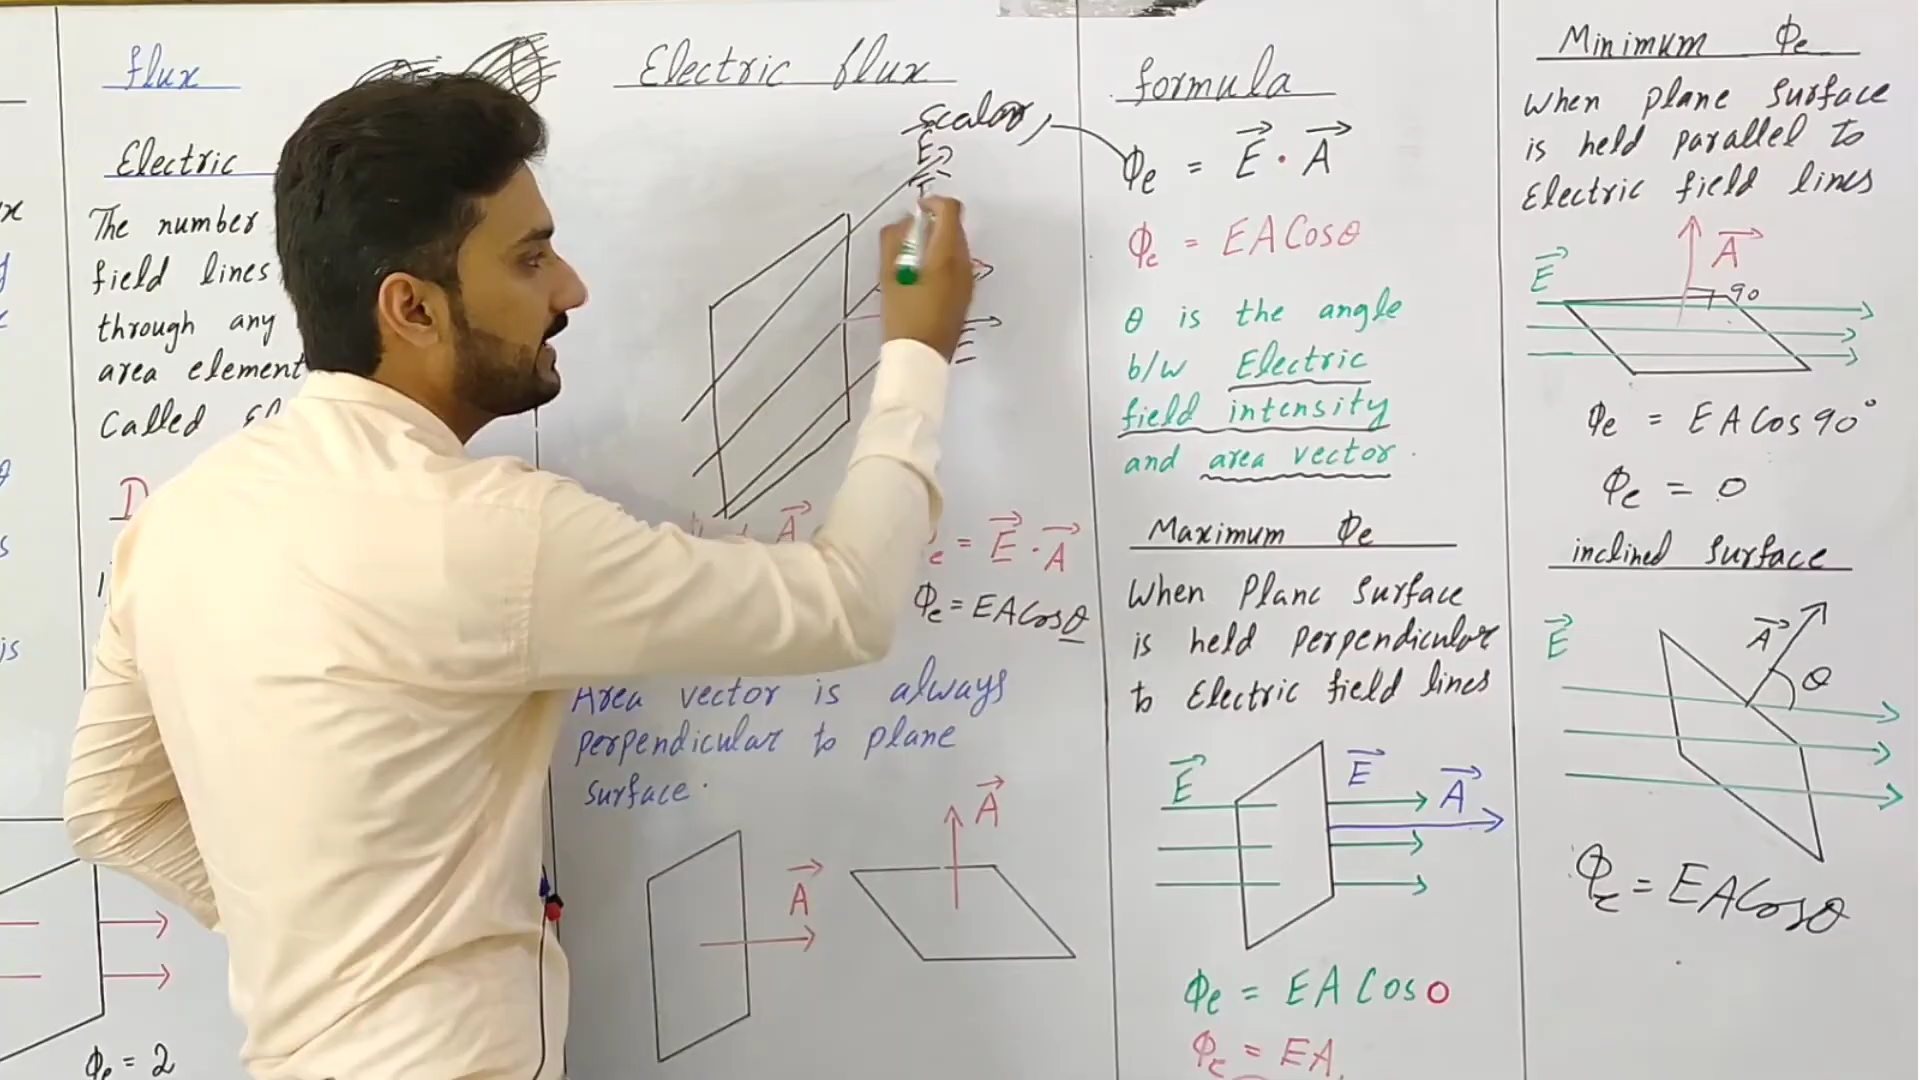 flux
Electric
The number
field lines
through any
area element
Called
is
Φe = 2
Electric flux
scalar,
E
A
Φe = E . A
Φe = EACosθ
Area vector is always
perpendicular to plane
surface.
A
A
formula
Φe = E . A
Φe = EACosθ
θ is the angle
b/w Electric
field intensity
and area vector.
Maximum Φe
When Plane Surface
is held perpendicular
to Electric field lines
E
E
A
Φe = EACos0
Φe = EA
Minimum Φe
When plane Surface
is held parallel to
Electric field lines
E
A
90
Φe = EACos90°
Φe = 0
inclined Surface
E
A
θ
Φe = EACosθ